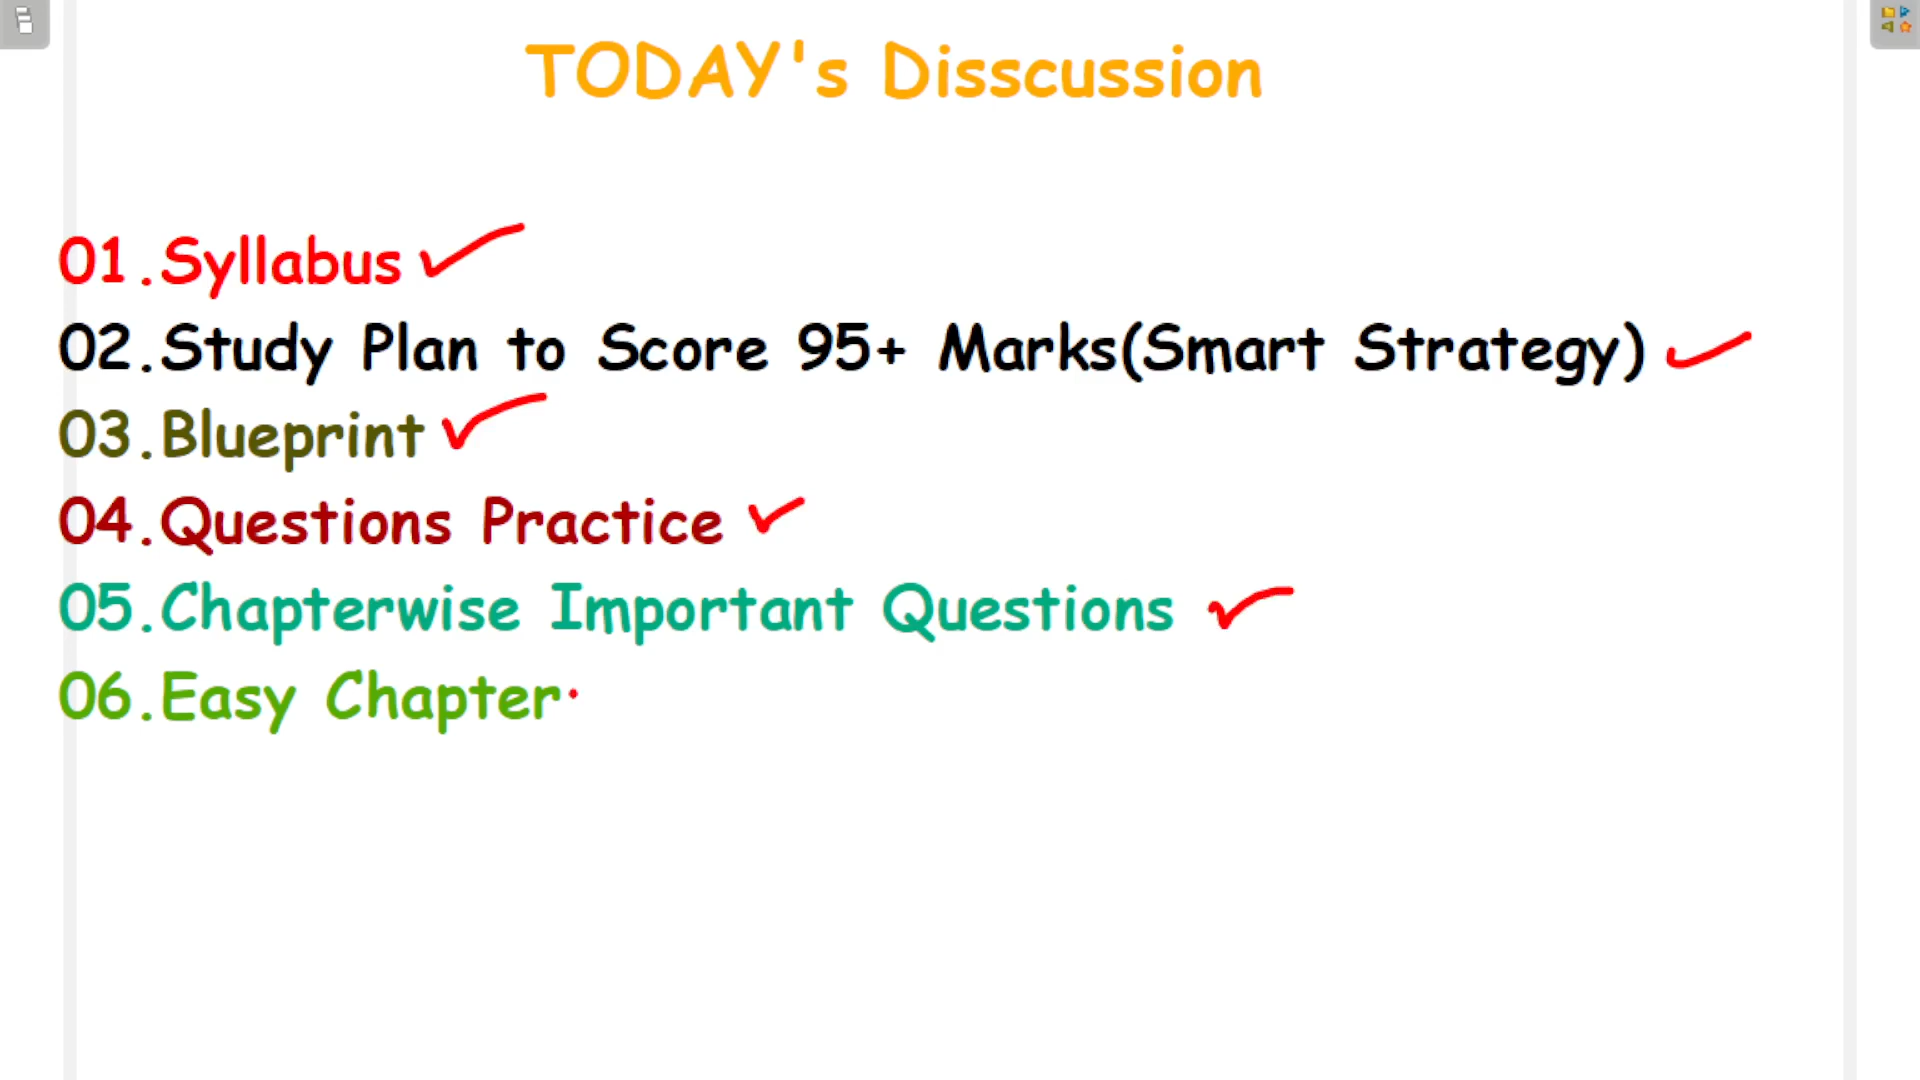 TODAY's Disscussion
01.Syllabus
02.Study Plan to Score 95+ Marks(Smart Strategy)
03.Blueprint
04.Questions Practice
05.Chapterwise Important Questions
06.Easy Chapter